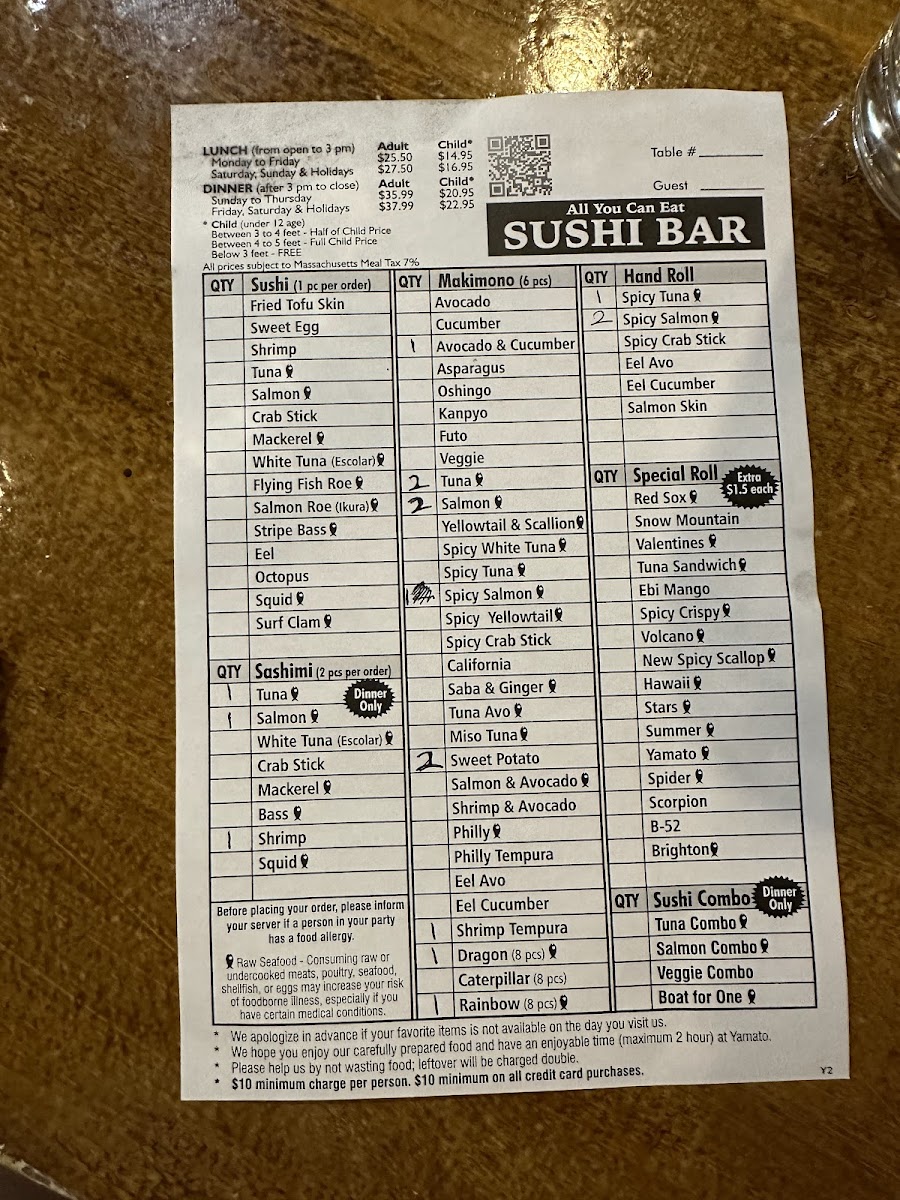 LUNCH (from open to 3 pm) Adult Child*
Monday to Friday $25.50 $14.95
Saturday, Sunday & Holidays $27.50 $16.95
DINNER (after 3 pm to close) Adult Child*
Sunday to Thursday $35.99 $20.95
Friday, Saturday & Holidays $37.99 $22.95
* Child (under 12 age)
Between 3 to 4 feet - Half of Child Price
Between 4 to 5 feet - Full Child Price
Below 3 feet - FREE
All prices subject to Massachusetts Meal Tax 7%
Table #
Guest
All You Can Eat
SUSHI BAR
QTY Sushi (1 pc per order)
Fried Tofu Skin
Sweet Egg
Shrimp
Tuna
Salmon
Crab Stick
Mackerel
White Tuna (Escolar)
Flying Fish Roe
Salmon Roe (Ikura)
Stripe Bass
Eel
Octopus
Squid
Surf Clam
QTY Sashimi (2 pcs per order)
Dinner
Only
1 Tuna
1 Salmon
White Tuna (Escolar)
Crab Stick
Mackerel
Bass
1 Shrimp
Squid
Before placing your order, please inform
your server if a person in your party
has a food allergy.
Raw Seafood - Consuming raw or
undercooked meats, poultry, seafood,
shellfish, or eggs may increase your risk
of foodborne illness, especially if you
have certain medical conditions.
QTY Makimono (6 pcs)
Avocado
Cucumber
1 Avocado & Cucumber
Asparagus
Oshingo
Kanpyo
Futo
Veggie
2 Tuna
2 Salmon
Yellowtail & Scallion
Spicy White Tuna
Spicy Tuna
1 Spicy Salmon
Spicy Yellowtail
Spicy Crab Stick
California
Saba & Ginger
Tuna Avo
Miso Tuna
2 Sweet Potato
Salmon & Avocado
Shrimp & Avocado
Philly
Philly Tempura
Eel Avo
Eel Cucumber
1 Shrimp Tempura
1 Dragon (8 pcs)
Caterpillar (8 pcs)
1 Rainbow (8 pcs)
QTY Hand Roll
1 Spicy Tuna
2 Spicy Salmon
Spicy Crab Stick
Eel Avo
Eel Cucumber
Salmon Skin
QTY Special Roll
Extra
$1.5 each
Red Sox
Snow Mountain
Valentines
Tuna Sandwich
Ebi Mango
Spicy Crispy
Volcano
New Spicy Scallop
Hawaii
Stars
Summer
Yamato
Spider
Scorpion
B-52
Brighton
QTY Sushi Combo
Dinner
Only
Tuna Combo
Salmon Combo
Veggie Combo
Boat for One
* We apologize in advance if your favorite items is not available on the day you visit us.
* We hope you enjoy our carefully prepared food and have an enjoyable time (maximum 2 hour) at Yamato.
* Please help us by not wasting food; leftover will be charged double.
* $10 minimum charge per person. $10 minimum on all credit card purchases.
Y2